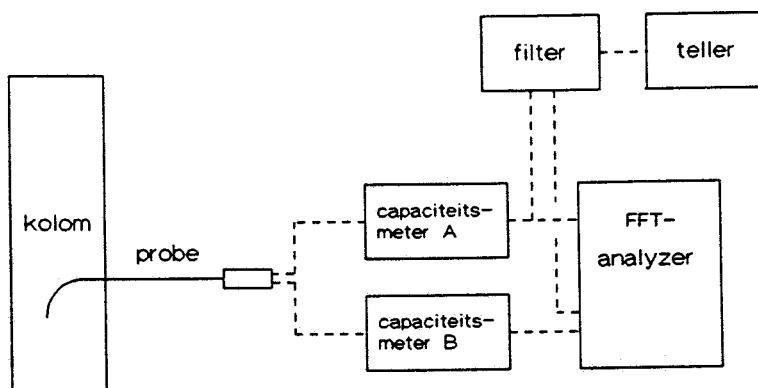 filter
teller
kolom
probe
capaciteits-
meter A
capaciteits-
meter B
FFT-
analyzer